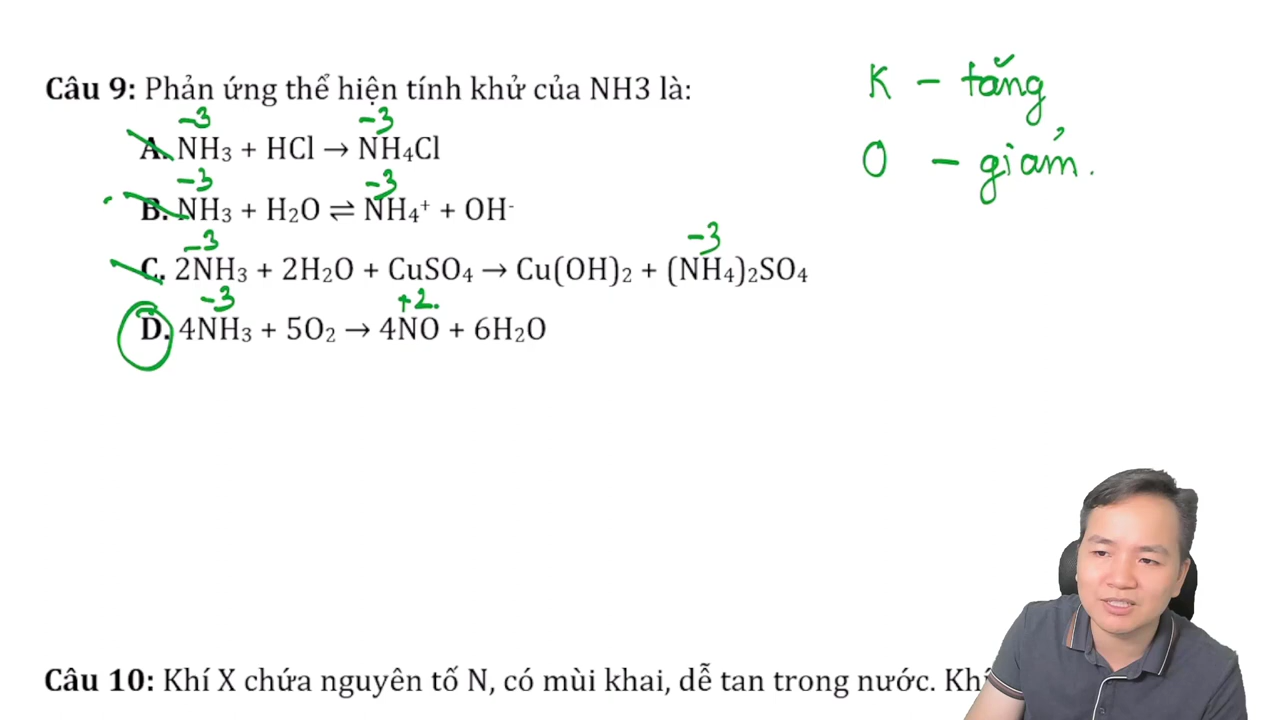 Câu 9: Phản ứng thể hiện tính khử của NH3 là:
K – tăng
-3 -3
A. NH₃ + HCl → NH₄Cl
O – giảm.
-3 -3
B. NH₃ + H₂O ⇌ NH₄⁺ + OH⁻
-3 -3
C. 2NH₃ + 2H₂O + CuSO₄ → Cu(OH)₂ + (NH₄)₂SO₄
-3 +2.
D. 4NH₃ + 5O₂ → 4NO + 6H₂O
Câu 10: Khí X chứa nguyên tố N, có mùi khai, dễ tan trong nước.